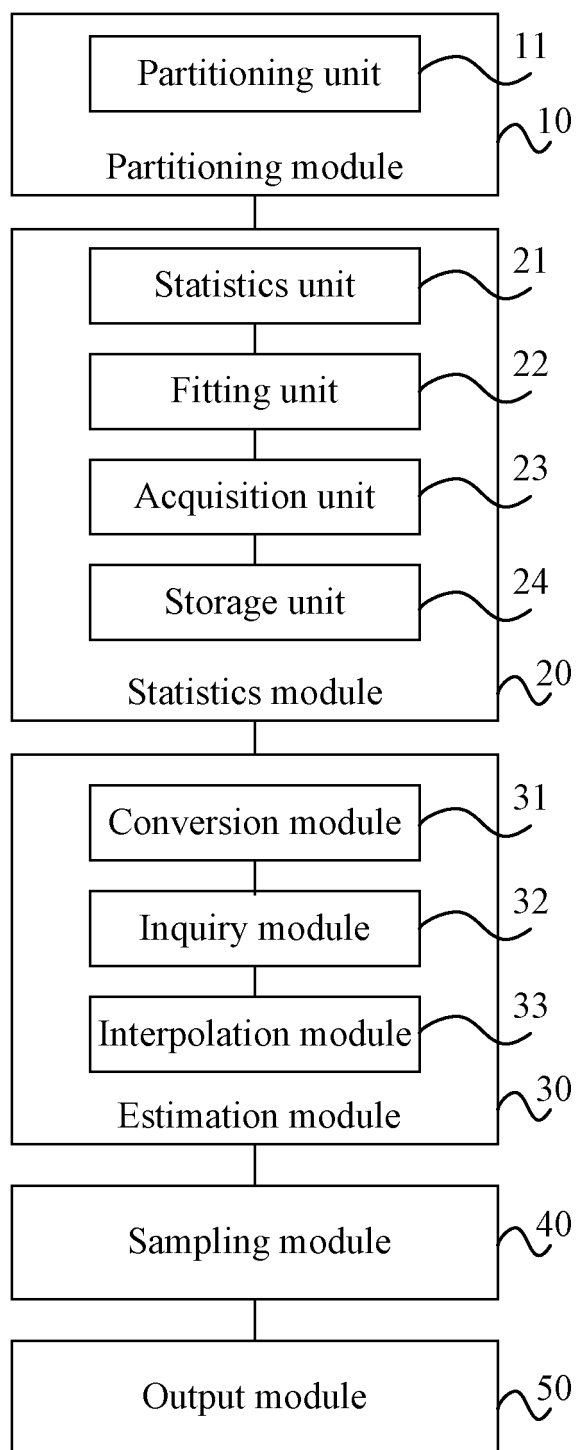 Partitioning unit
11
Partitioning module
10
Statistics unit
21
Fitting unit
22
Acquisition unit
23
Storage unit
24
Statistics module
20
Conversion module
31
Inquiry module
32
Interpolation module
33
Estimation module
30
Sampling module
40
Output module
50